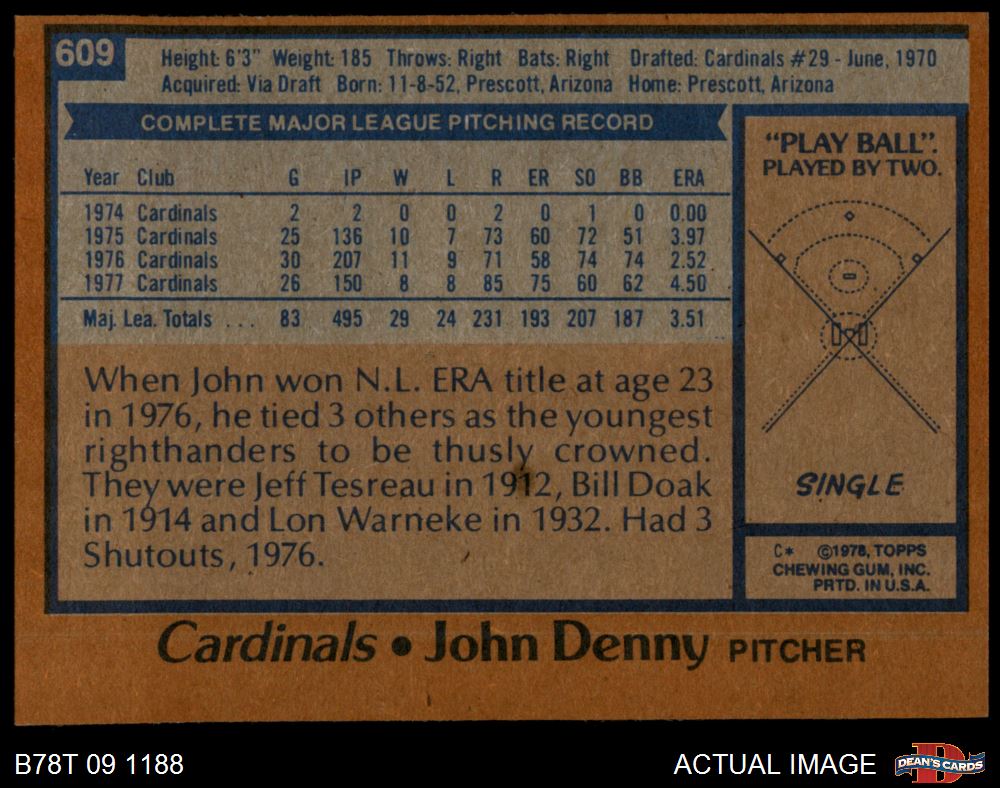 609
Height: 6'3" Weight: 185 Throws: Right Bats: Right Drafted: Cardinals #29 - June, 1970
Acquired: Via Draft Born: 11-8-52, Prescott, Arizona Home: Prescott, Arizona
COMPLETE MAJOR LEAGUE PITCHING RECORD
Year Club G IP W L R ER SO BB ERA
1974 Cardinals 2 2 0 0 2 0 1 0 0.00
1975 Cardinals 25 136 10 7 73 60 72 51 3.97
1976 Cardinals 30 207 11 9 71 58 74 74 2.52
1977 Cardinals 26 150 8 8 85 75 60 62 4.50
Maj. Lea. Totals . . . 83 495 29 24 231 193 207 187 3.51
When John won N.L. ERA title at age 23
in 1976, he tied 3 others as the youngest
righthanders to be thusly crowned.
They were Jeff Tesreau in 1912, Bill Doak
in 1914 and Lon Warneke in 1932. Had 3
Shutouts, 1976.
"PLAY BALL".
PLAYED BY TWO.
SINGLE
C* ©1978, TOPPS
CHEWING GUM, INC.
PRTD. IN U.S.A.
Cardinals • John Denny PITCHER
B78T 09 1188
ACTUAL IMAGE
D
DEAN'S CARDS